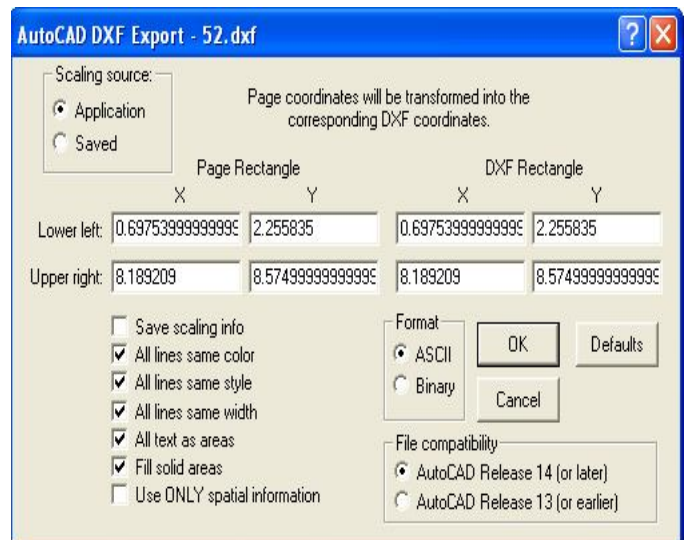 AutoCAD DXF Export - 52.dxf
Scaling source:
Application
Saved
Page coordinates will be transformed into the
corresponding DXF coordinates.
Page Rectangle
DXF Rectangle
X Y X Y
Lower left: 0.69753999999999 2.255835 0.69753999999999 2.255835
Upper right: 8.189209 8.5749999999999 8.189209 8.5749999999999
Save scaling info
All lines same color
All lines same style
All lines same width
All text as areas
Fill solid areas
Use ONLY spatial information
Format
ASCII
Binary
OK
Defaults
Cancel
File compatibility
AutoCAD Release 14 (or later)
AutoCAD Release 13 (or earlier)